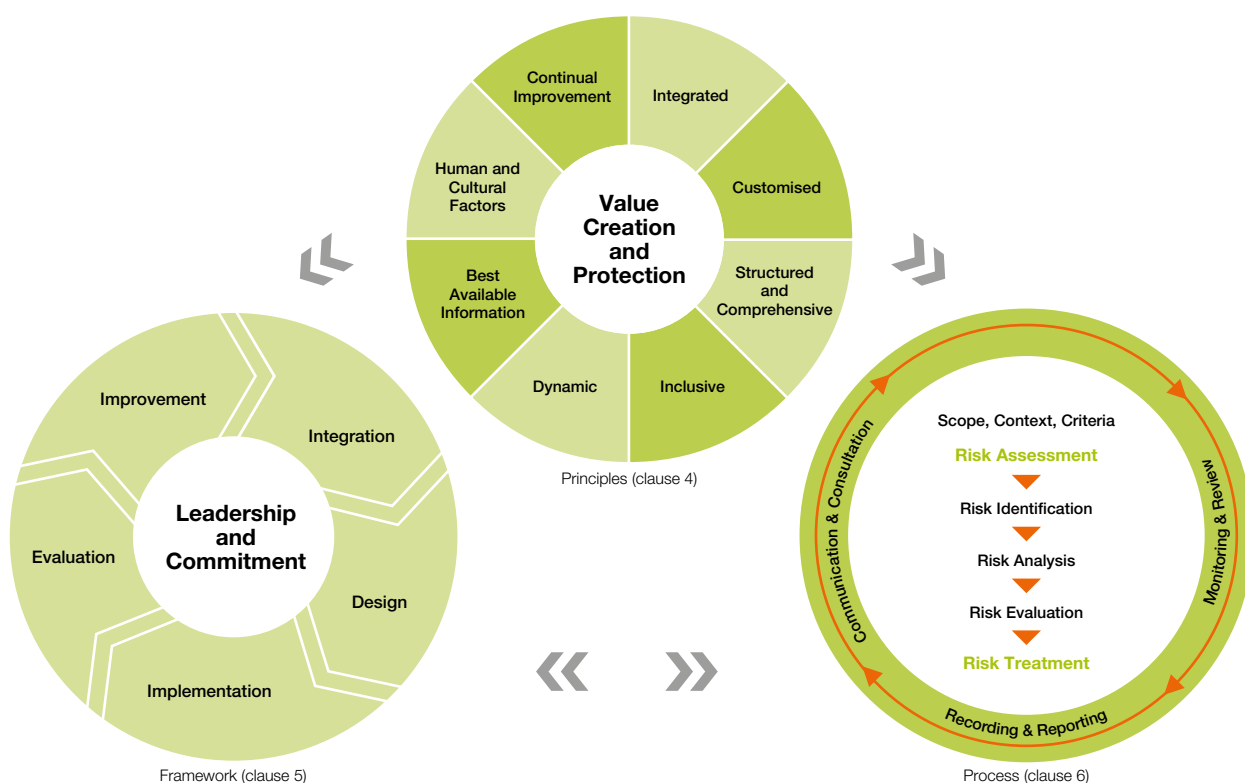 Continual
Improvement
Integrated
Customised
Structured
and
Comprehensive
Inclusive
Dynamic
Best
Available
Information
Human and
Cultural
Factors
Value
Creation
and
Protection
Principles (clause 4)
Improvement
Integration
Design
Implementation
Evaluation
Leadership
and
Commitment
Framework (clause 5)
Communication & Consultation
Monitoring & Review
Recording & Reporting
Scope, Context, Criteria
Risk Assessment
Risk Identification
Risk Analysis
Risk Evaluation
Risk Treatment
Process (clause 6)